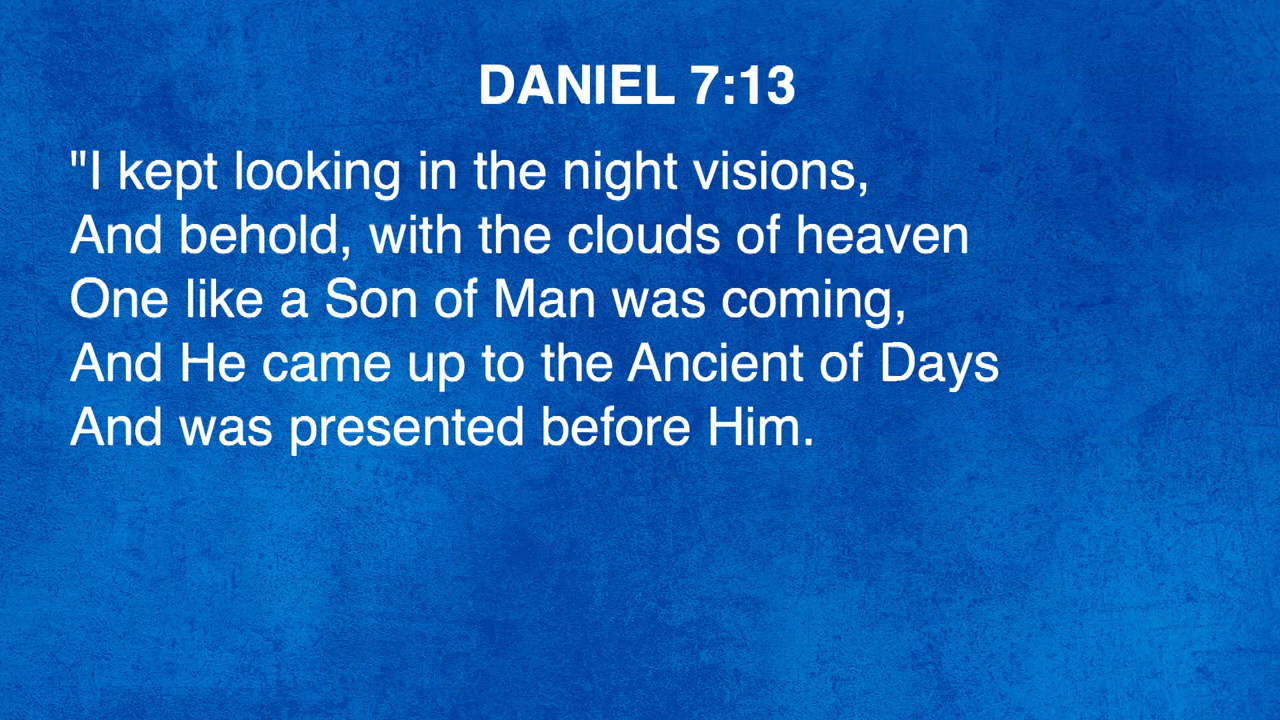 DANIEL 7:13
"I kept looking in the night visions,
And behold, with the clouds of heaven
One like a Son of Man was coming,
And He came up to the Ancient of Days
And was presented before Him.